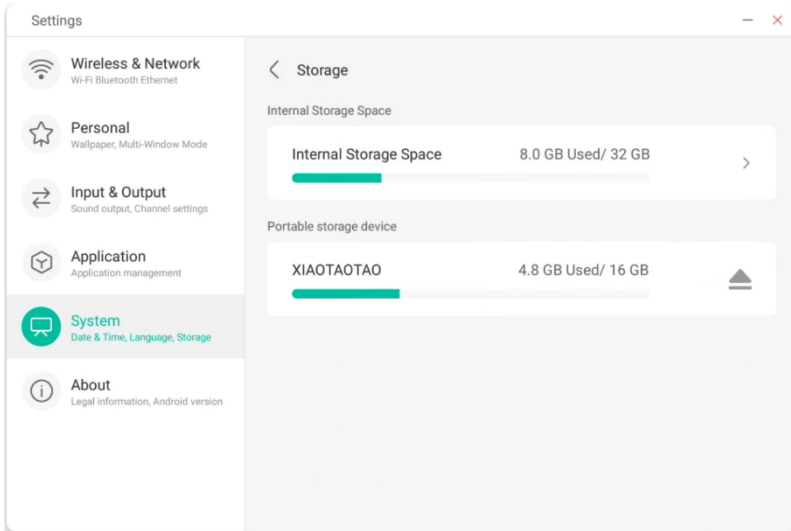 Settings
Wireless & Network
Wi-Fi Bluetooth Ethernet
Personal
Wallpaper, Multi-Window Mode
Input & Output
Sound output, Channel settings
Application
Application management
System
Date & Time, Language, Storage
About
Legal information, Android version
Storage
Internal Storage Space
Internal Storage Space 8.0 GB Used/ 32 GB
Portable storage device
XIAOTAOTAO 4.8 GB Used/ 16 GB